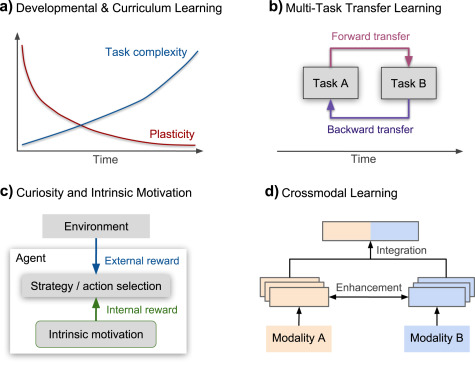 a) Developmental & Curriculum Learning
Task complexity
Plasticity
Time
b) Multi-Task Transfer Learning
Forward transfer
Task A
Task B
Backward transfer
Time
c) Curiosity and Intrinsic Motivation
Environment
Agent
External reward
Strategy / action selection
Internal reward
Intrinsic motivation
d) Crossmodal Learning
Integration
Enhancement
Modality A
Modality B